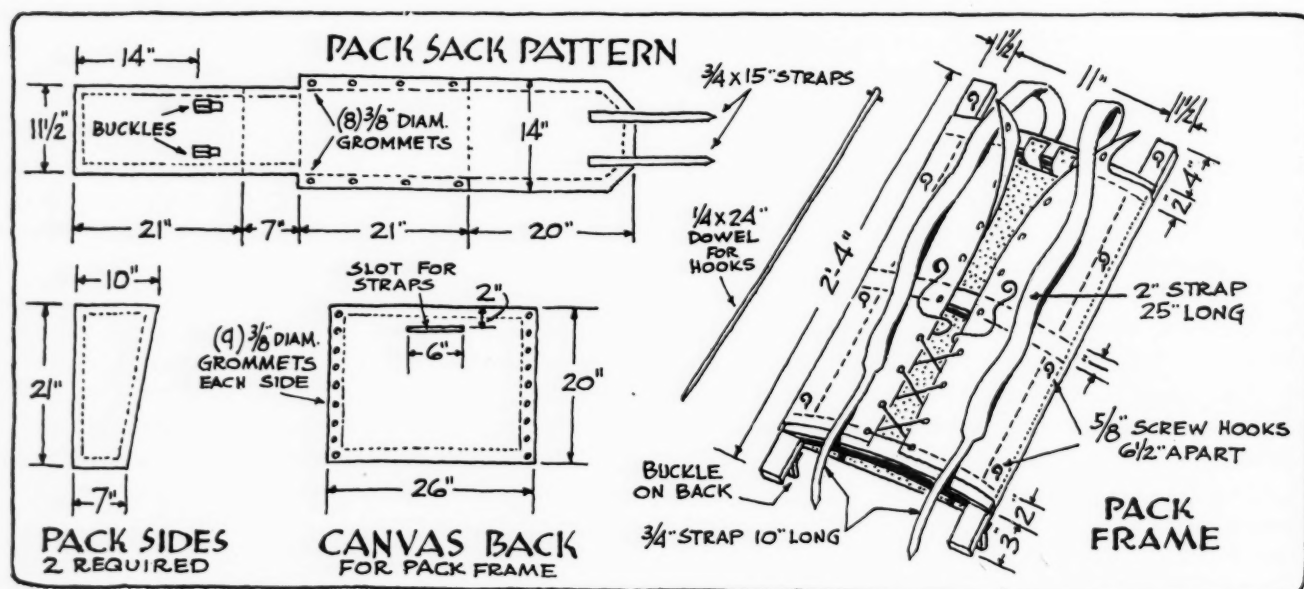 PACK SACK PATTERN
14"
11½"
BUCKLES
(8) 3/8" DIAM.
GROMMETS
14"
3/4 x 15" STRAPS
21"
7"
21"
20"
10"
21"
7"
PACK SIDES
2 REQUIRED
SLOT FOR
STRAPS
2"
6"
(9) 3/8" DIAM.
GROMMETS
EACH SIDE
20"
26"
CANVAS BACK
FOR PACK FRAME
1/4 x 24"
DOWEL
FOR
HOOKS
1½"
11"
1½"
4"
2"
2'-4"
2" STRAP
25" LONG
1"
5/8" SCREW HOOKS
6½" APART
BUCKLE
ON BACK
3/4" STRAP 10" LONG
2"
3"
PACK
FRAME